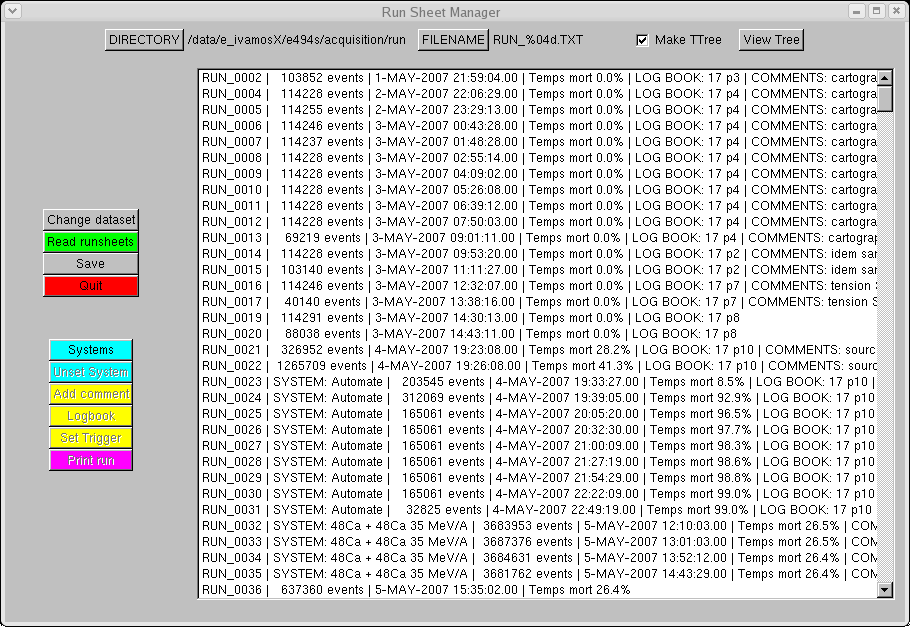 Run Sheet Manager
DIRECTORY /data/e_ivamosX/e494s/acquisition/run FILENAME RUN_%04d.TXT Make TTree View Tree
RUN_0002 | 103852 events | 1-MAY-2007 21:59:04.00 | Temps mort 0.0% | LOG BOOK: 17 p3 | COMMENTS: cartogra
RUN_0004 | 114228 events | 2-MAY-2007 22:06:29.00 | Temps mort 0.0% | LOG BOOK: 17 p4 | COMMENTS: cartogra
RUN_0005 | 114255 events | 2-MAY-2007 23:29:13.00 | Temps mort 0.0% | LOG BOOK: 17 p4 | COMMENTS: cartogra
RUN_0006 | 114246 events | 3-MAY-2007 00:43:28.00 | Temps mort 0.0% | LOG BOOK: 17 p4 | COMMENTS: cartogra
RUN_0007 | 114237 events | 3-MAY-2007 01:48:28.00 | Temps mort 0.0% | LOG BOOK: 17 p4 | COMMENTS: cartogra
RUN_0008 | 114228 events | 3-MAY-2007 02:55:14.00 | Temps mort 0.0% | LOG BOOK: 17 p4 | COMMENTS: cartogra
RUN_0009 | 114228 events | 3-MAY-2007 04:09:02.00 | Temps mort 0.0% | LOG BOOK: 17 p4 | COMMENTS: cartogra
RUN_0010 | 114228 events | 3-MAY-2007 05:26:08.00 | Temps mort 0.0% | LOG BOOK: 17 p4 | COMMENTS: cartogra
RUN_0011 | 114228 events | 3-MAY-2007 06:39:12.00 | Temps mort 0.0% | LOG BOOK: 17 p4 | COMMENTS: cartogra
RUN_0012 | 114228 events | 3-MAY-2007 07:50:03.00 | Temps mort 0.0% | LOG BOOK: 17 p4 | COMMENTS: cartogra
RUN_0013 | 69219 events | 3-MAY-2007 09:01:11.00 | Temps mort 0.0% | LOG BOOK: 17 p4 | COMMENTS: cartograp
RUN_0014 | 114228 events | 3-MAY-2007 09:53:20.00 | Temps mort 0.0% | LOG BOOK: 17 p2 | COMMENTS: idem san
RUN_0015 | 103140 events | 3-MAY-2007 11:11:27.00 | Temps mort 0.0% | LOG BOOK: 17 p2 | COMMENTS: idem san
RUN_0016 | 114246 events | 3-MAY-2007 12:32:07.00 | Temps mort 0.0% | LOG BOOK: 17 p7 | COMMENTS: tension S
RUN_0017 | 40140 events | 3-MAY-2007 13:38:16.00 | Temps mort 0.0% | LOG BOOK: 17 p7 | COMMENTS: tension S
RUN_0019 | 114291 events | 3-MAY-2007 14:30:13.00 | Temps mort 0.0% | LOG BOOK: 17 p8
RUN_0020 | 88038 events | 3-MAY-2007 14:43:11.00 | Temps mort 0.0% | LOG BOOK: 17 p8
RUN_0021 | 326952 events | 4-MAY-2007 19:23:08.00 | Temps mort 28.2% | LOG BOOK: 17 p10 | COMMENTS: sourc
RUN_0022 | 1265709 events | 4-MAY-2007 19:26:08.00 | Temps mort 41.3% | LOG BOOK: 17 p10 | COMMENTS: sourc
RUN_0023 | SYSTEM: Automate | 203545 events | 4-MAY-2007 19:33:27.00 | Temps mort 8.5% | LOG BOOK: 17 p10 |
RUN_0024 | SYSTEM: Automate | 312069 events | 4-MAY-2007 19:39:05.00 | Temps mort 92.9% | LOG BOOK: 17 p10
RUN_0025 | SYSTEM: Automate | 165061 events | 4-MAY-2007 20:05:20.00 | Temps mort 96.5% | LOG BOOK: 17 p10
RUN_0026 | SYSTEM: Automate | 165061 events | 4-MAY-2007 20:32:30.00 | Temps mort 97.7% | LOG BOOK: 17 p10
RUN_0027 | SYSTEM: Automate | 165061 events | 4-MAY-2007 21:00:09.00 | Temps mort 98.3% | LOG BOOK: 17 p10
RUN_0028 | SYSTEM: Automate | 165061 events | 4-MAY-2007 21:27:19.00 | Temps mort 98.6% | LOG BOOK: 17 p10
RUN_0029 | SYSTEM: Automate | 165061 events | 4-MAY-2007 21:54:29.00 | Temps mort 98.8% | LOG BOOK: 17 p10
RUN_0030 | SYSTEM: Automate | 165061 events | 4-MAY-2007 22:22:09.00 | Temps mort 99.0% | LOG BOOK: 17 p10
RUN_0031 | SYSTEM: Automate | 32825 events | 4-MAY-2007 22:49:19.00 | Temps mort 99.0% | LOG BOOK: 17 p10
RUN_0032 | SYSTEM: 48Ca + 48Ca 35 MeV/A | 3683953 events | 5-MAY-2007 12:10:03.00 | Temps mort 26.5% | COM
RUN_0033 | SYSTEM: 48Ca + 48Ca 35 MeV/A | 3687376 events | 5-MAY-2007 13:01:03.00 | Temps mort 26.5% | COM
RUN_0034 | SYSTEM: 48Ca + 48Ca 35 MeV/A | 3684631 events | 5-MAY-2007 13:52:12.00 | Temps mort 26.4% | COM
RUN_0035 | SYSTEM: 48Ca + 48Ca 35 MeV/A | 3681762 events | 5-MAY-2007 14:43:29.00 | Temps mort 26.4% | COM
RUN_0036 | 637360 events | 5-MAY-2007 15:35:02.00 | Temps mort 26.4%
Change dataset
Read runsheets
Save
Quit
Systems
Unset System
Add comment
Logbook
Set Trigger
Print run